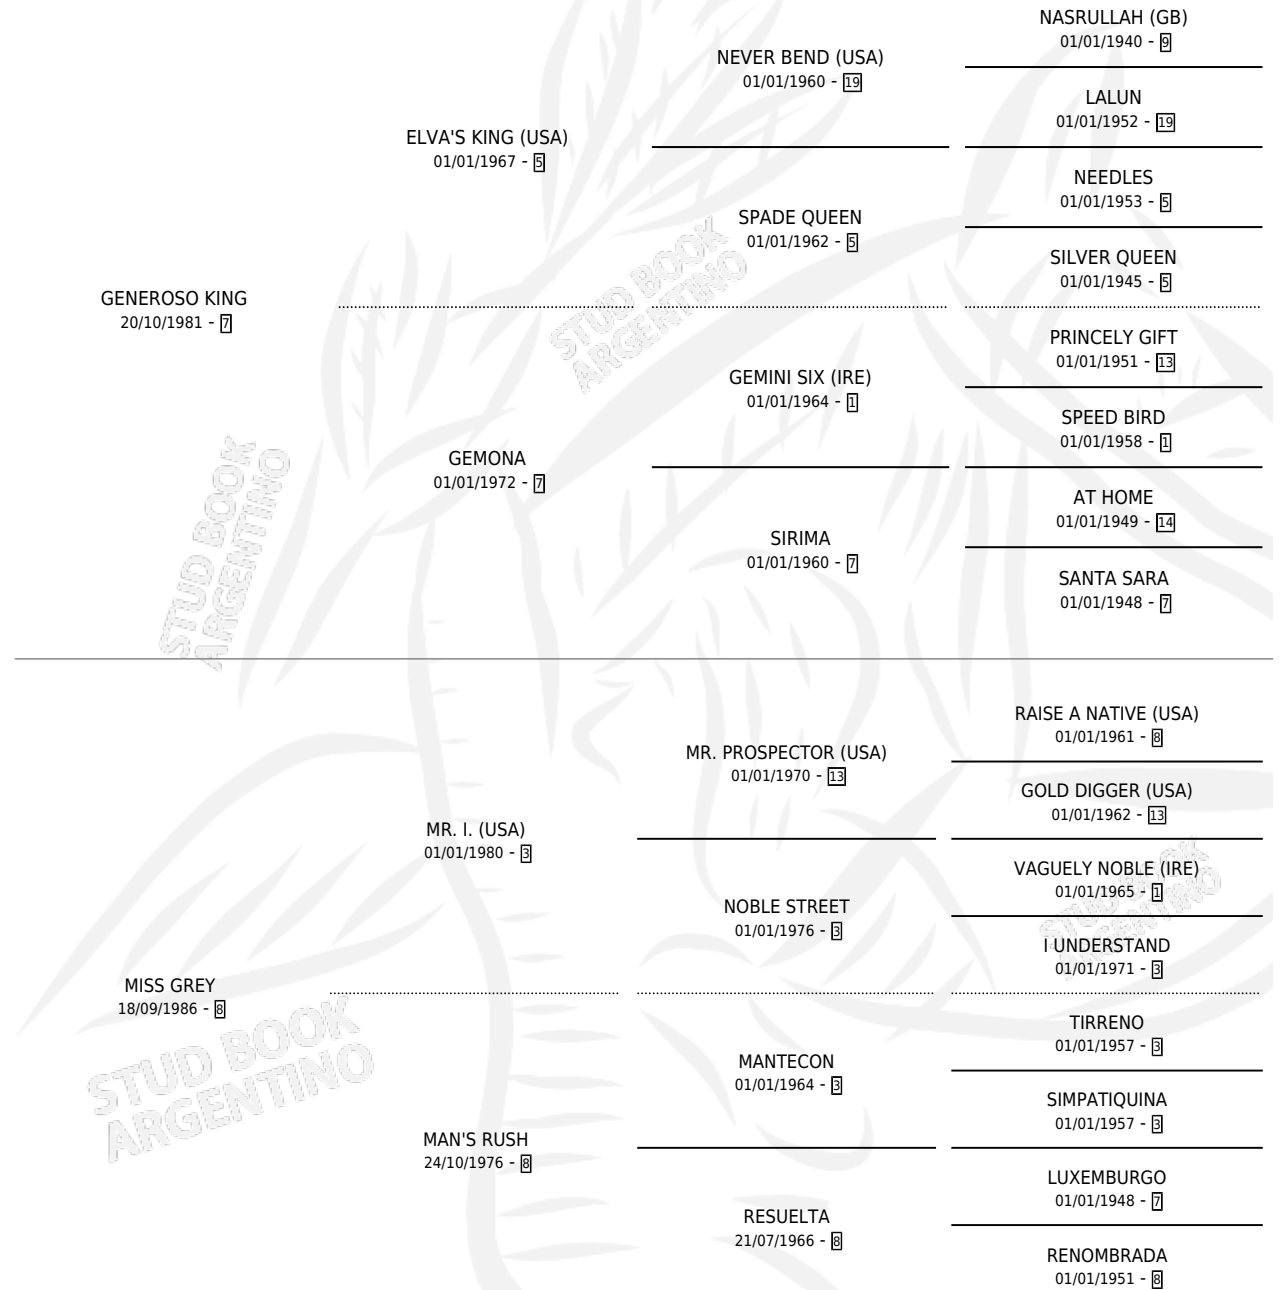 NASRULLAH (GB)
01/01/1940 - 9
NEVER BEND (USA)
01/01/1960 - 19
LALUN
01/01/1952 - 19
ELVA'S KING (USA)
01/01/1967 - 5
NEEDLES
01/01/1953 - 5
SPADE QUEEN
01/01/1962 - 5
SILVER QUEEN
01/01/1945 - 5
GENEROSO KING
20/10/1981 - 7
STUD BOOK
ARGENTINO
PRINCELY GIFT
01/01/1951 - 13
GEMINI SIX (IRE)
01/01/1964 - 1
SPEED BIRD
01/01/1958 - 1
GEMONA
01/01/1972 - 7
AT HOME
01/01/1949 - 14
SIRIMA
01/01/1960 - 7
SANTA SARA
01/01/1948 - 7
STUD BOOK
ARGENTINO
RAISE A NATIVE (USA)
01/01/1961 - 8
MR. PROSPECTOR (USA)
01/01/1970 - 13
GOLD DIGGER (USA)
01/01/1962 - 13
MR. I. (USA)
01/01/1980 - 3
VAGUELY NOBLE (IRE)
01/01/1965 - 1
NOBLE STREET
01/01/1976 - 3
STUD BOOK
ARGENTINO
I UNDERSTAND
01/01/1971 - 3
MISS GREY
18/09/1986 - 8
STUD BOOK
ARGENTINO
TIRRENO
01/01/1957 - 3
MANTECON
01/01/1964 - 3
SIMPATIQUINA
01/01/1957 - 3
MAN'S RUSH
24/10/1976 - 8
LUXEMBURGO
01/01/1948 - 7
RESUELTA
21/07/1966 - 8
RENOMBRADA
01/01/1951 - 8